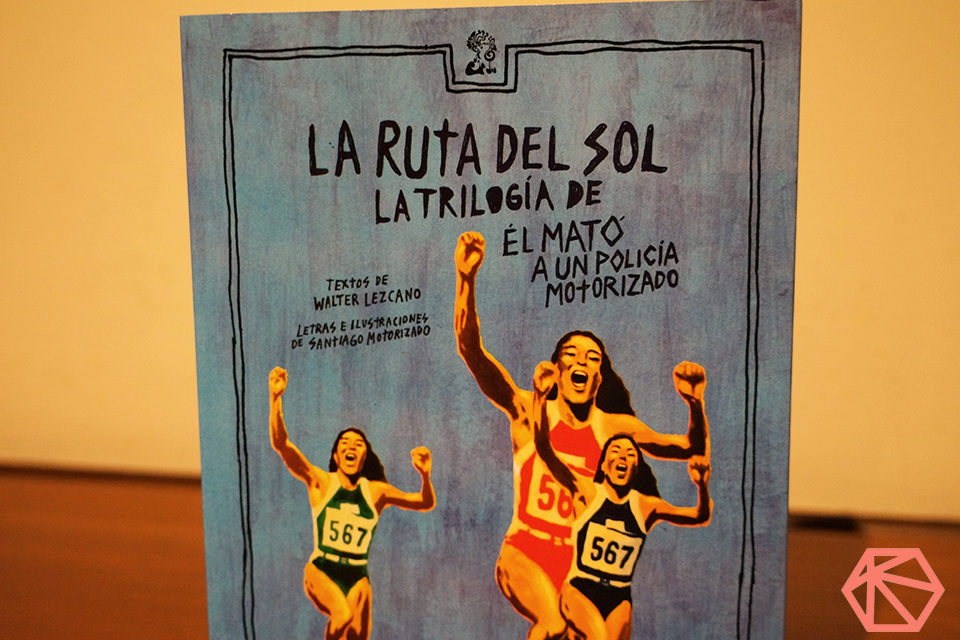 LA RUTA DEL SOL
LA TRILOGÍA DE
ÉL MATÓ
A UN POLICÍA
MOTORIZADO
TEXTOS DE
WALTER LEZCANO
LETRAS E ILUSTRACIONES
DE SANTIAGO MOTORIZADO
567
56
567